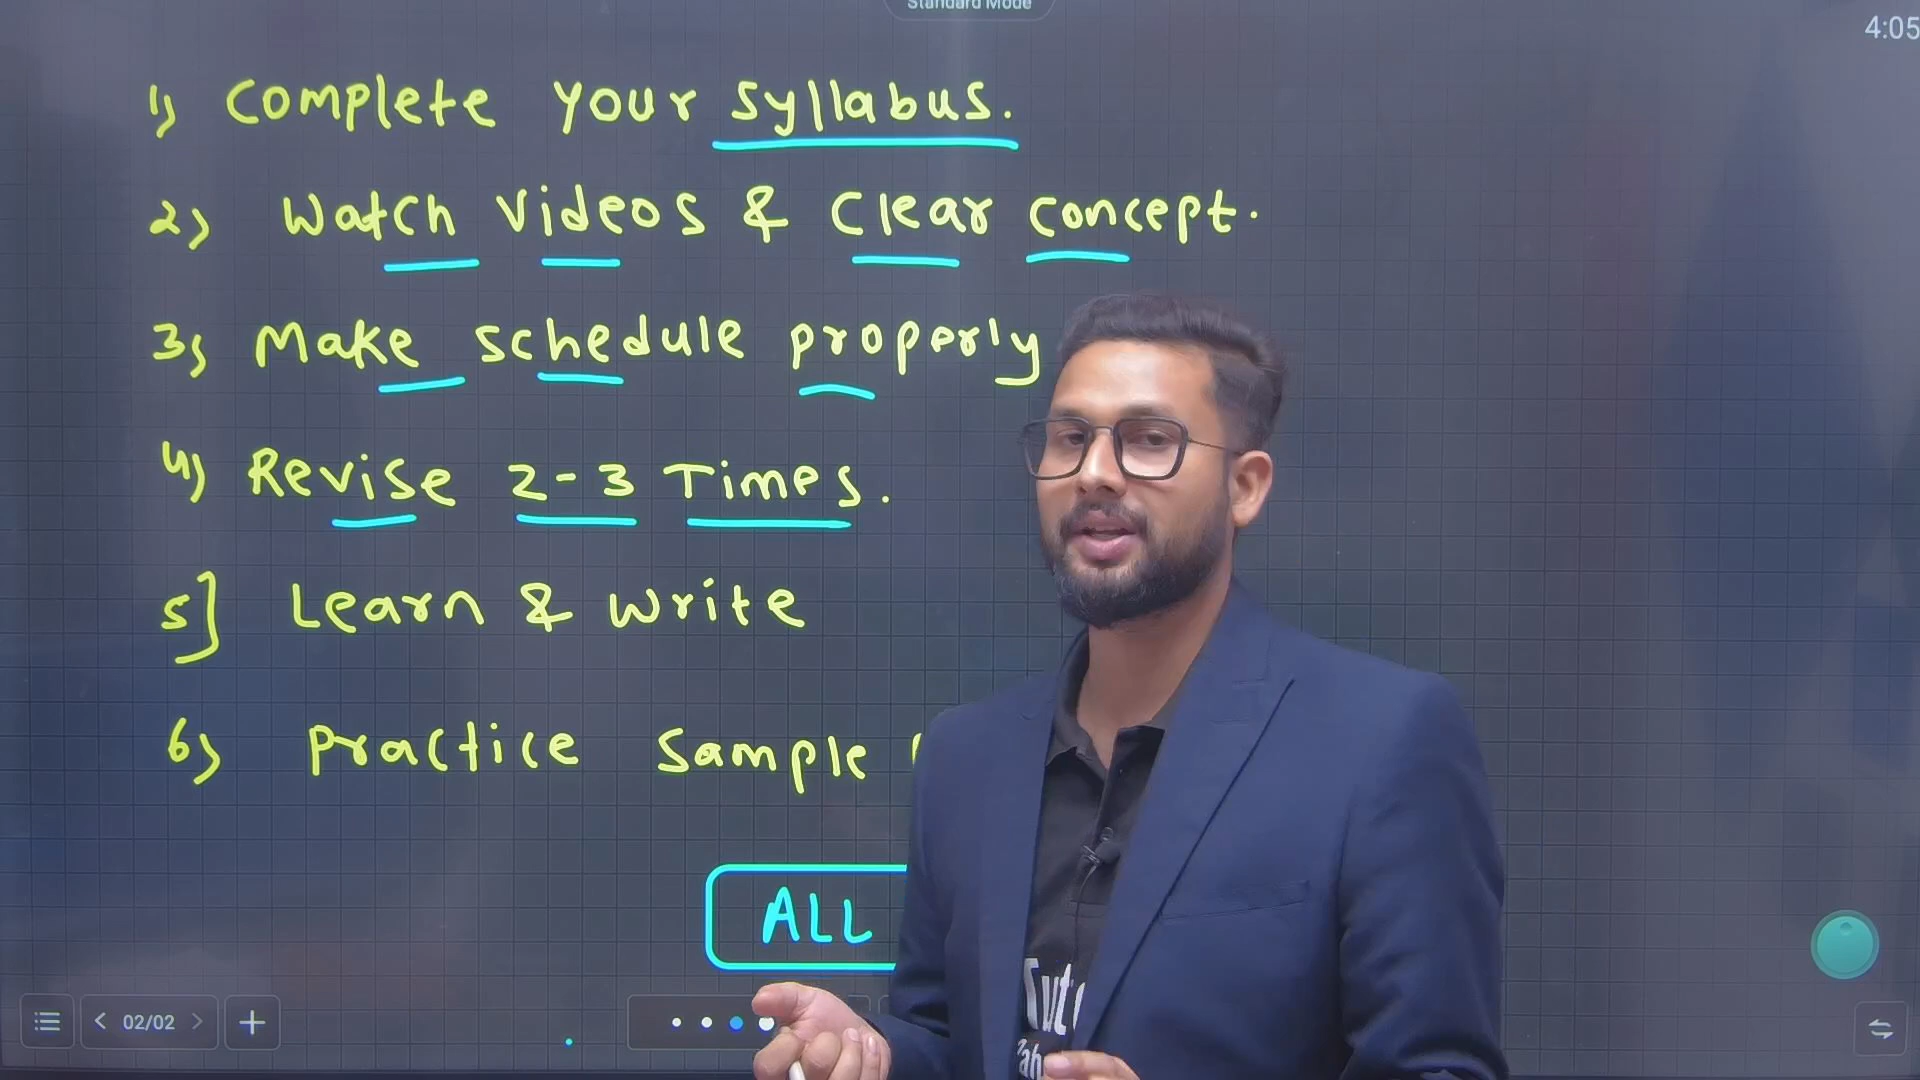 Standard Mode
4:05
1) Complete your syllabus.
2) Watch videos & Clear concept.
3) Make schedule properly
4) Revise 2-3 Times.
5] Learn & write
6) Practice sample
ALL
02/02